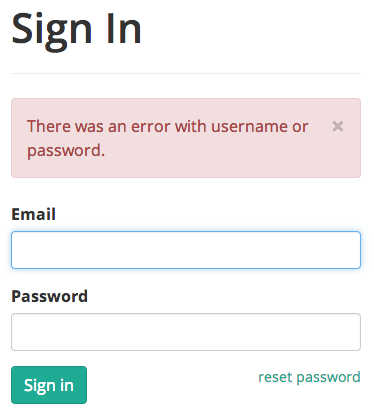 Sign In
There was an error with username or ×
password.
Email
Password
Sign in
reset password